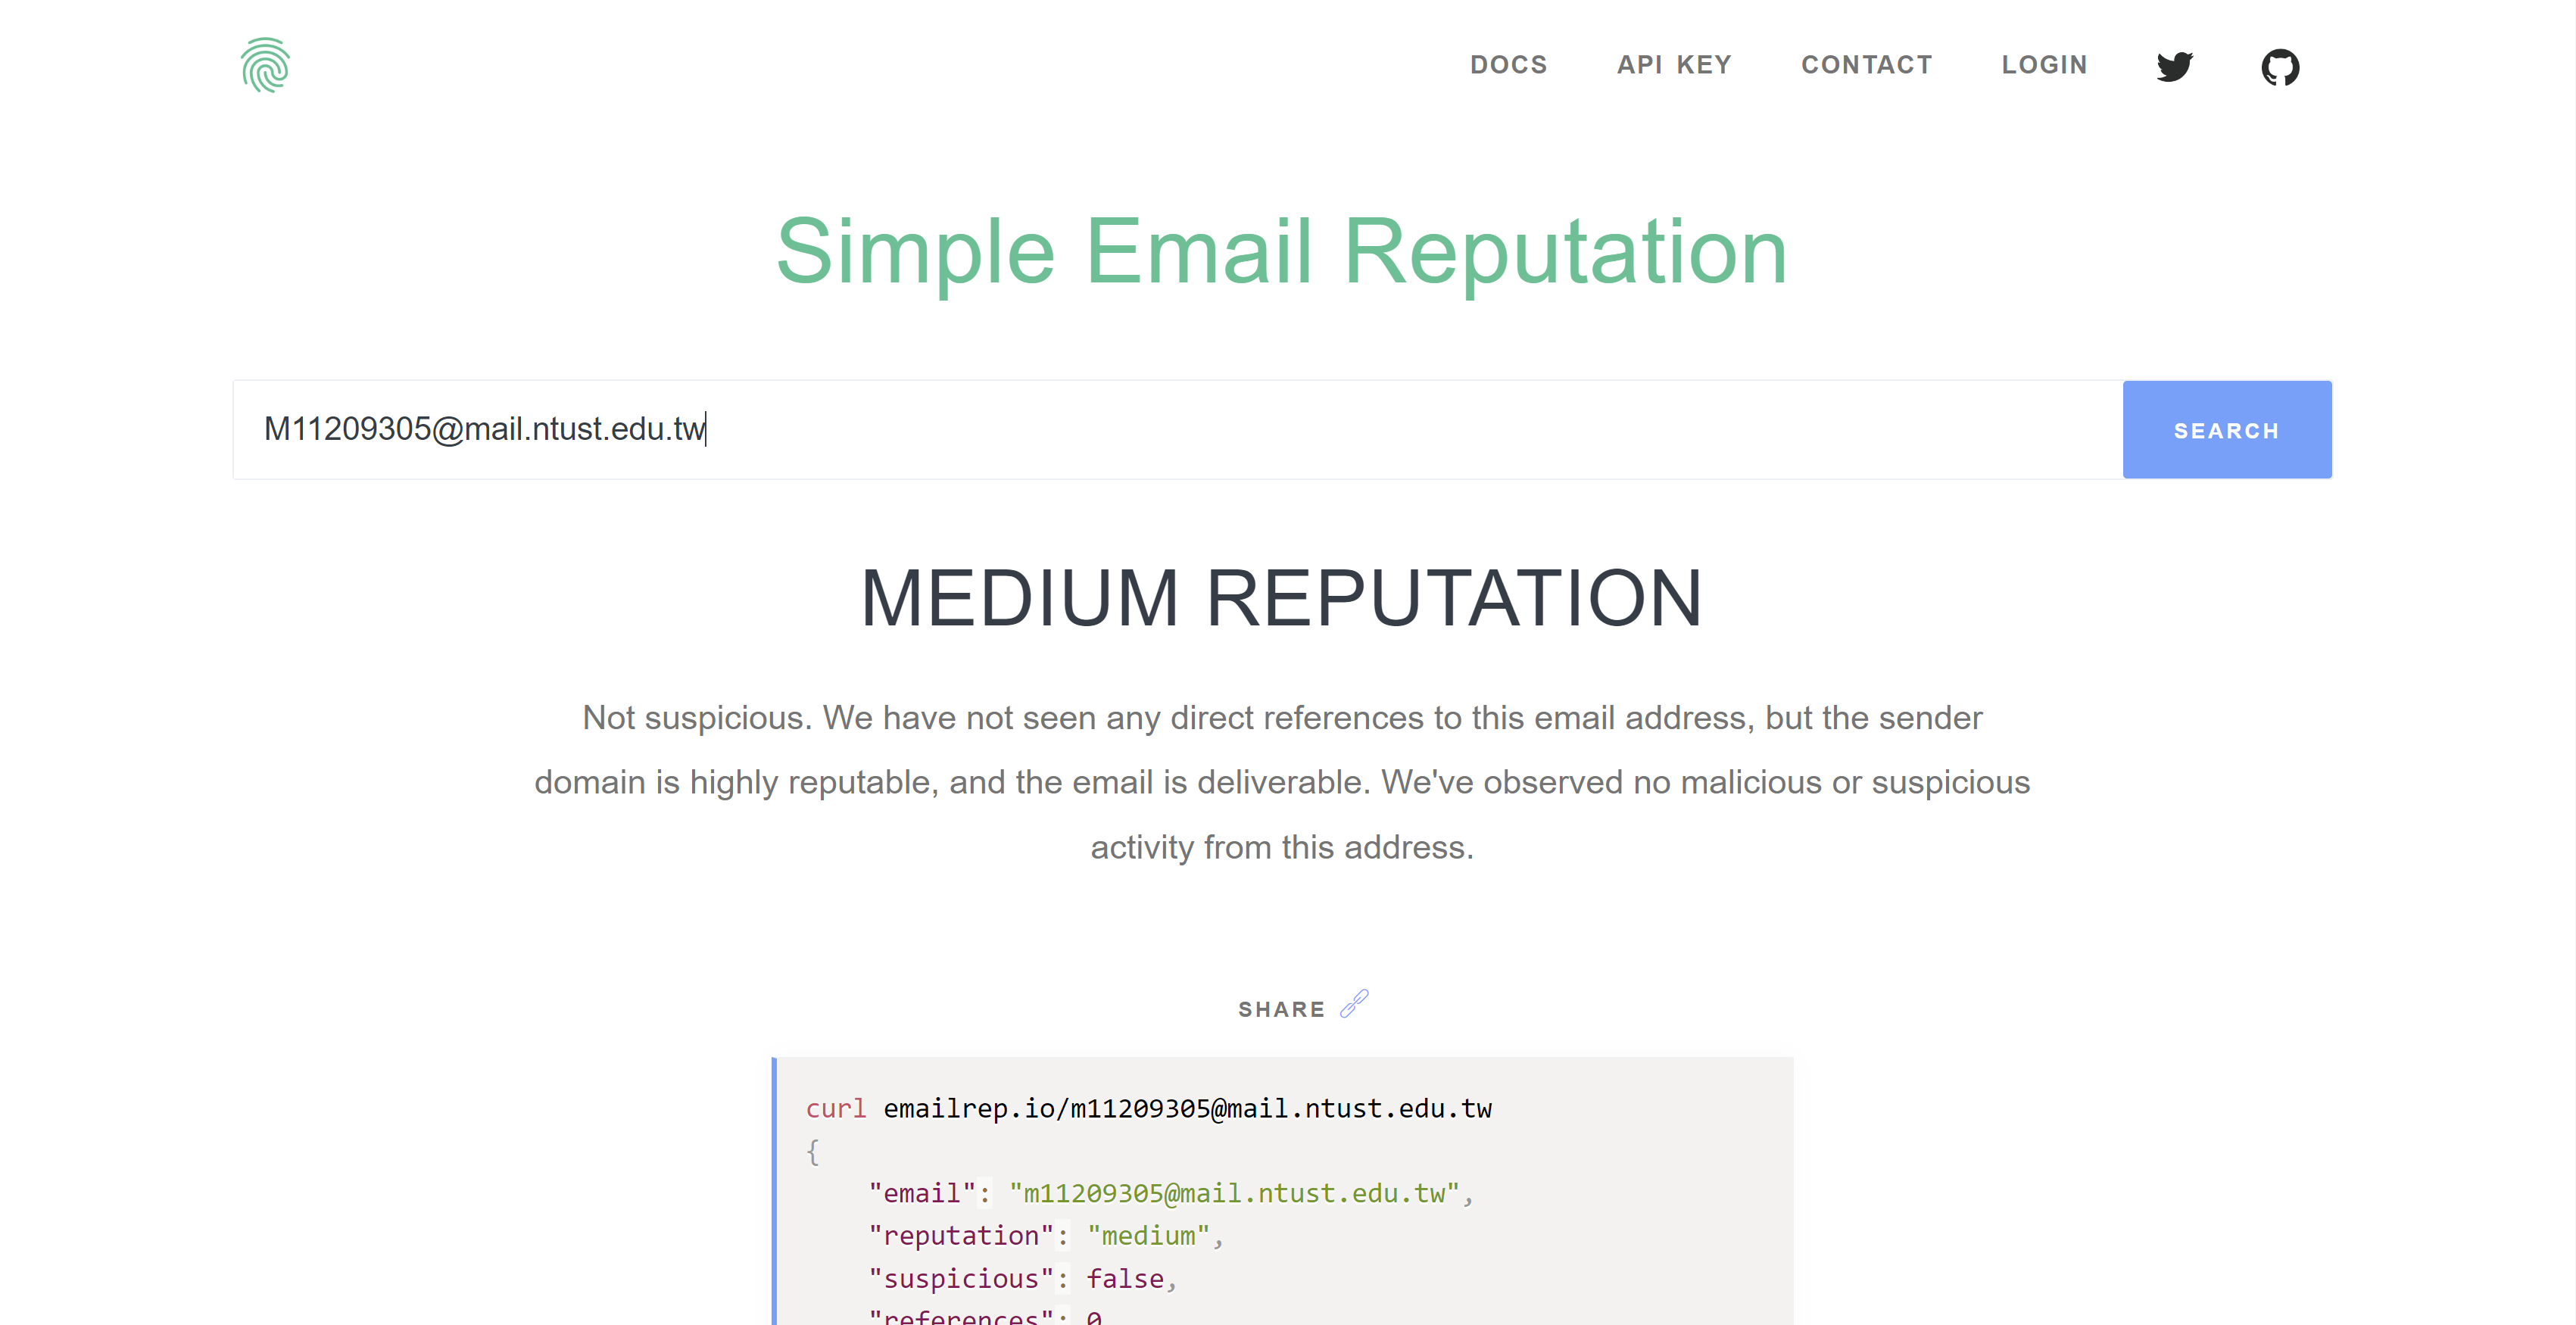 DOCS API KEY CONTACT LOGIN
Simple Email Reputation
M11209305@mail.ntust.edu.tw
SEARCH
MEDIUM REPUTATION
Not suspicious. We have not seen any direct references to this email address, but the sender
domain is highly reputable, and the email is deliverable. We've observed no malicious or suspicious
activity from this address.
SHARE
curl emailrep.io/m11209305@mail.ntust.edu.tw
{
"email": "m11209305@mail.ntust.edu.tw",
"reputation": "medium",
"suspicious": false,
"references": 0